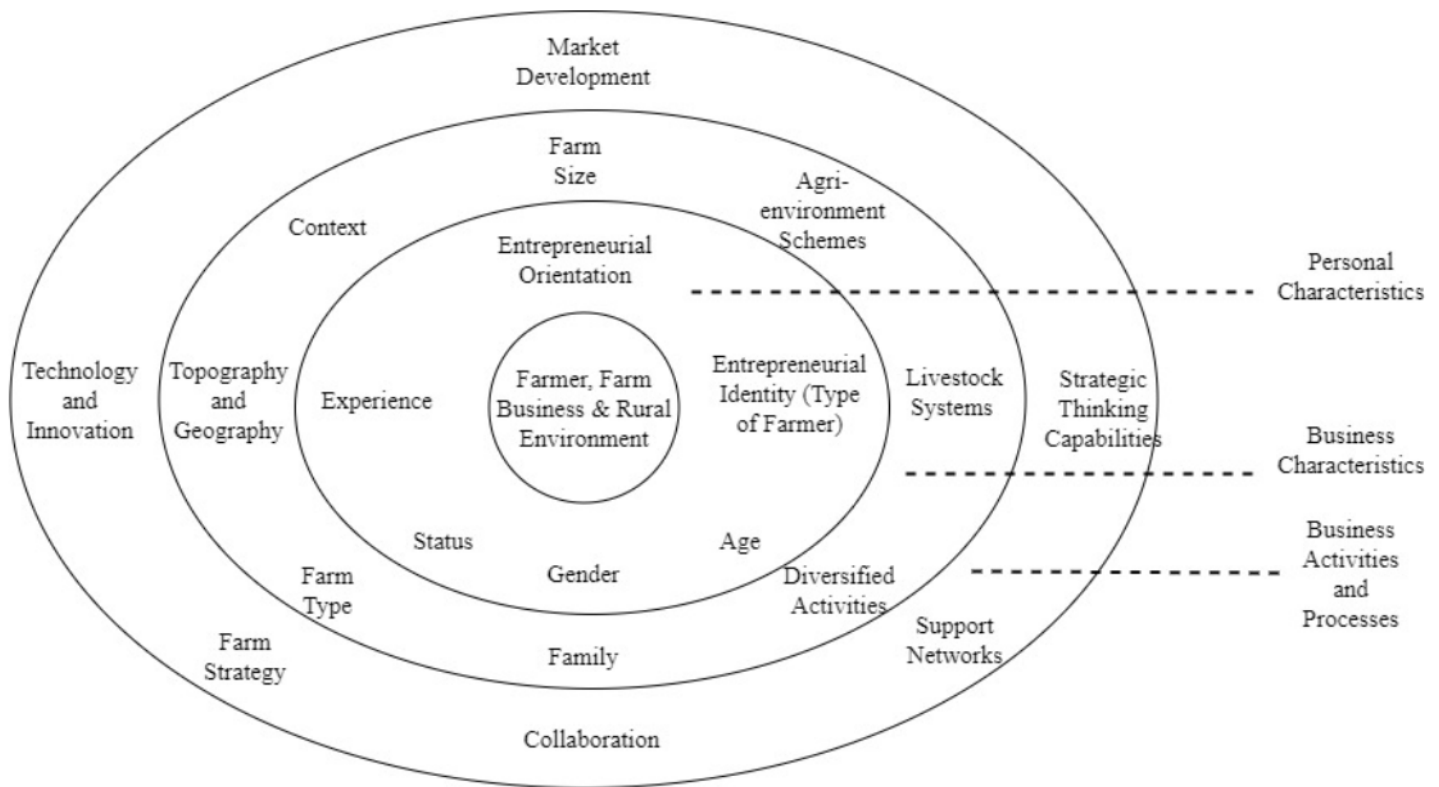 Market
Development
Farm
Size
Agri-
environment
Schemes
Context
Entrepreneurial
Orientation
Personal
Characteristics
Technology
and
Innovation
Topography
and
Geography
Experience
Farmer, Farm
Business & Rural
Environment
Entrepreneurial
Identity (Type
of Farmer)
Livestock
Systems
Strategic
Thinking
Capabilities
Business
Characteristics
Status
Gender
Age
Farm
Type
Diversified
Activities
Business
Activities
and
Processes
Farm
Strategy
Family
Support
Networks
Collaboration